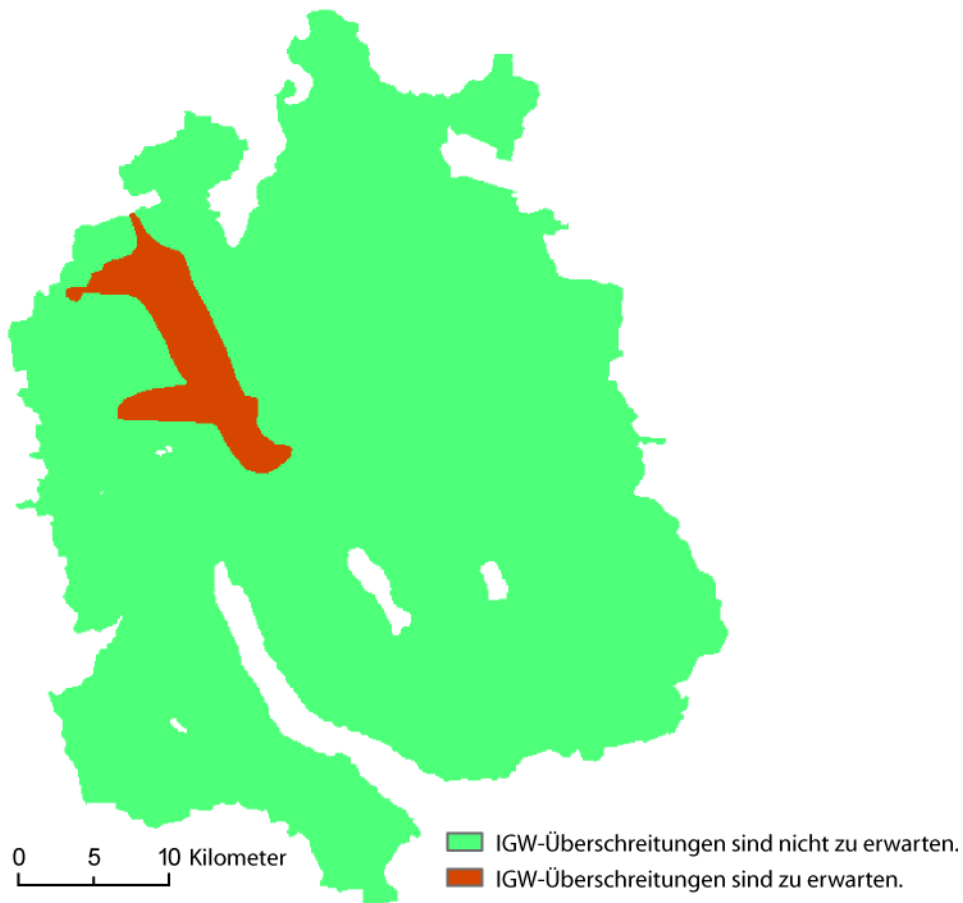 IGW-Überschreitungen sind nicht zu erwarten.
0 5 10 Kilometer
IGW-Überschreitungen sind zu erwarten.